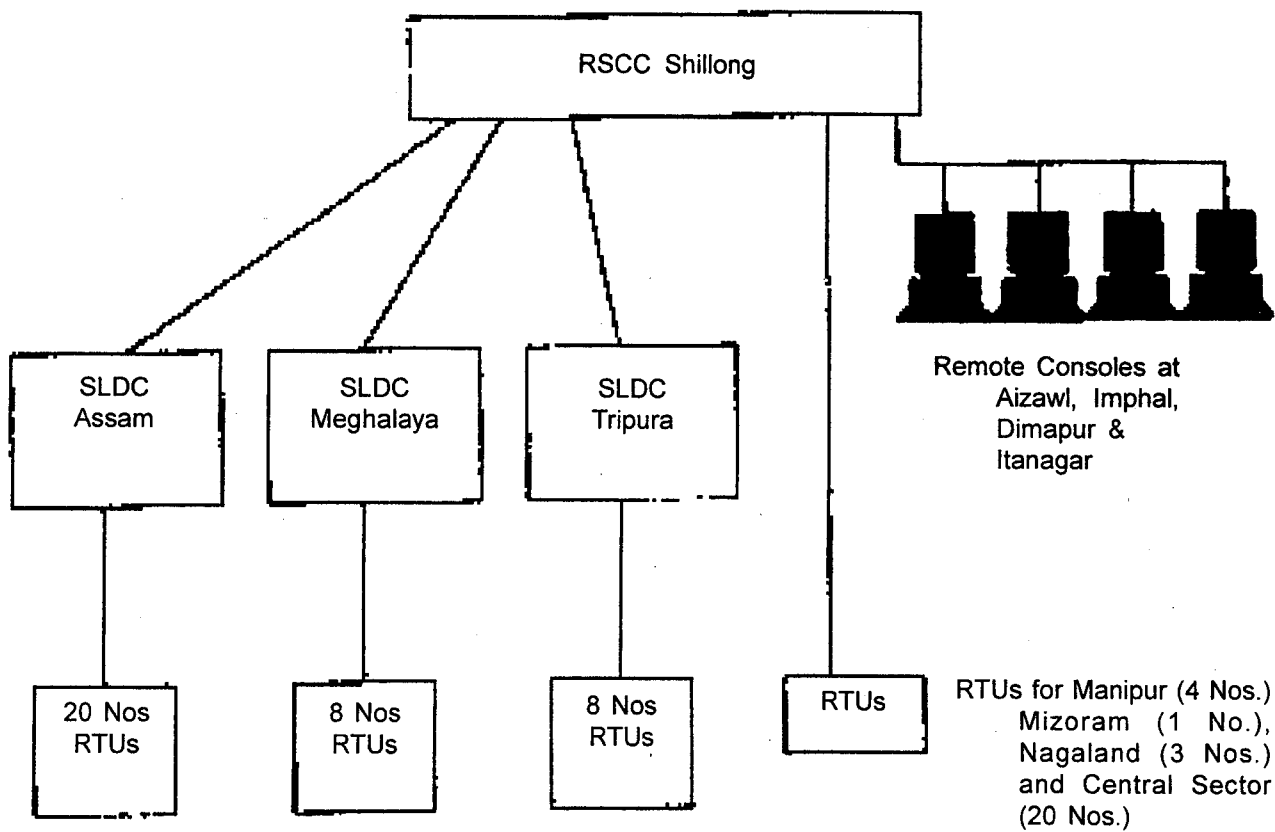 RSCC Shillong
SLDC
Assam
SLDC
Meghalaya
SLDC
Tripura
Remote Consoles at
Aizawl, Imphal,
Dimapur &
Itanagar
20 Nos
RTUs
8 Nos
RTUs
8 Nos
RTUs
RTUs
RTUs for Manipur (4 Nos.)
Mizoram (1 No.),
Nagaland (3 Nos.)
and Central Sector
(20 Nos.)